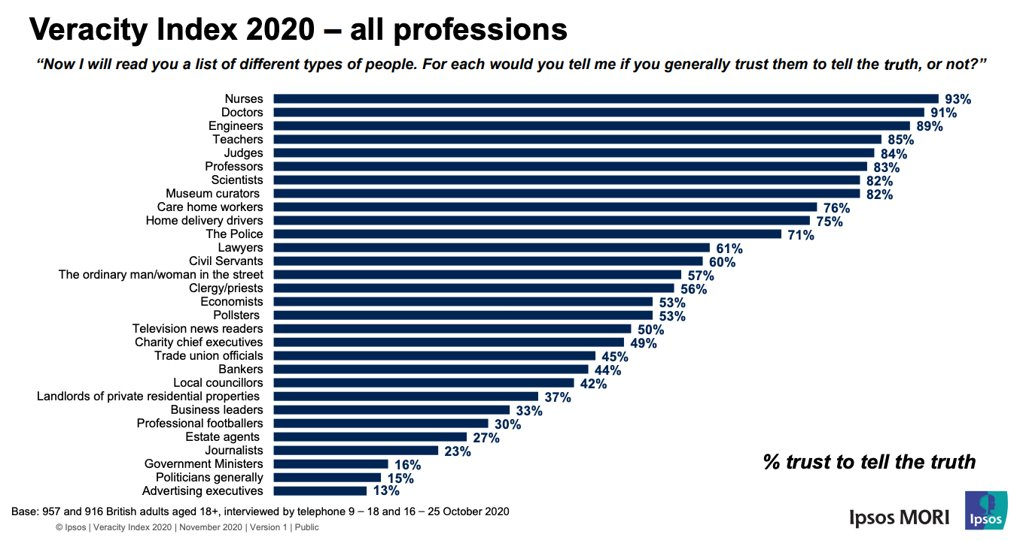 Veracity Index 2020 – all professions
“Now I will read you a list of different types of people. For each would you tell me if you generally trust them to tell the truth, or not?”
Nurses 93%
Doctors 91%
Engineers 89%
Teachers 85%
Judges 84%
Professors 83%
Scientists 82%
Museum curators 82%
Care home workers 76%
Home delivery drivers 75%
The Police 71%
Lawyers 61%
Civil Servants 60%
The ordinary man/woman in the street 57%
Clergy/priests 56%
Economists 53%
Pollsters 53%
Television news readers 50%
Charity chief executives 49%
Trade union officials 45%
Bankers 44%
Local councillors 42%
Landlords of private residential properties 37%
Business leaders 33%
Professional footballers 30%
Estate agents 27%
Journalists 23%
Government Ministers 16%
Politicians generally 15%
Advertising executives 13%
% trust to tell the truth
Base: 957 and 916 British adults aged 18+, interviewed by telephone 9 – 18 and 16 – 25 October 2020
© Ipsos | Veracity Index 2020 | November 2020 | Version 1 | Public
Ipsos MORI
Ipsos